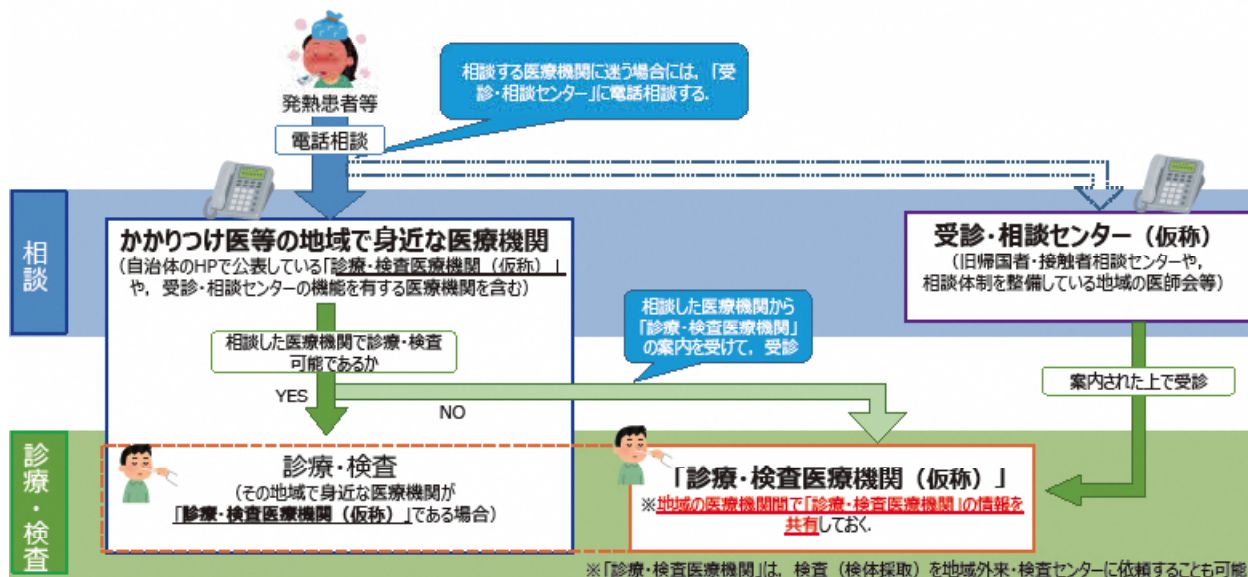 発熱患者等
電話相談
相談する医療機関に迷う場合には,「受
診・相談センター」に電話相談する.
相談
かかりつけ医等の地域で身近な医療機関
(自治体のHPで公表している「診療・検査医療機関(仮称)」
や,受診・相談センターの機能を有する医療機関を含む)
受診・相談センター(仮称)
(旧帰国者・接触者相談センターや,
相談体制を整備している地域の医師会等)
相談した医療機関で診療・検査
可能であるか
相談した医療機関から
「診療・検査医療機関」
の案内を受けて,受診
案内された上で受診
YES
NO
診療・検査
診療・検査
(その地域で身近な医療機関が
「診療・検査医療機関(仮称)」である場合)
「診療・検査医療機関(仮称)」
※地域の医療機関間で「診療・検査医療機関」の情報を
共有しておく.
※「診療・検査医療機関」は,検査(検体採取)を地域外来・検査センターに依頼することも可能